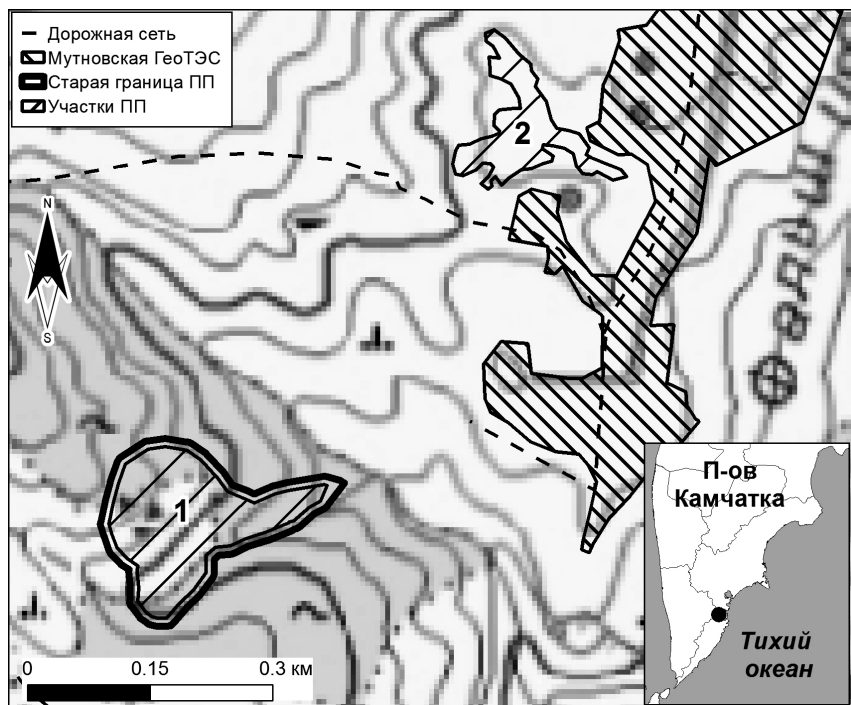 Дорожная сеть
Мутновская ГеоТЭС
Старая граница ПП
Участки ПП
2
N
S
1
0 0.15 0.3 км
П-ов
Камчатка
Тихий
океан